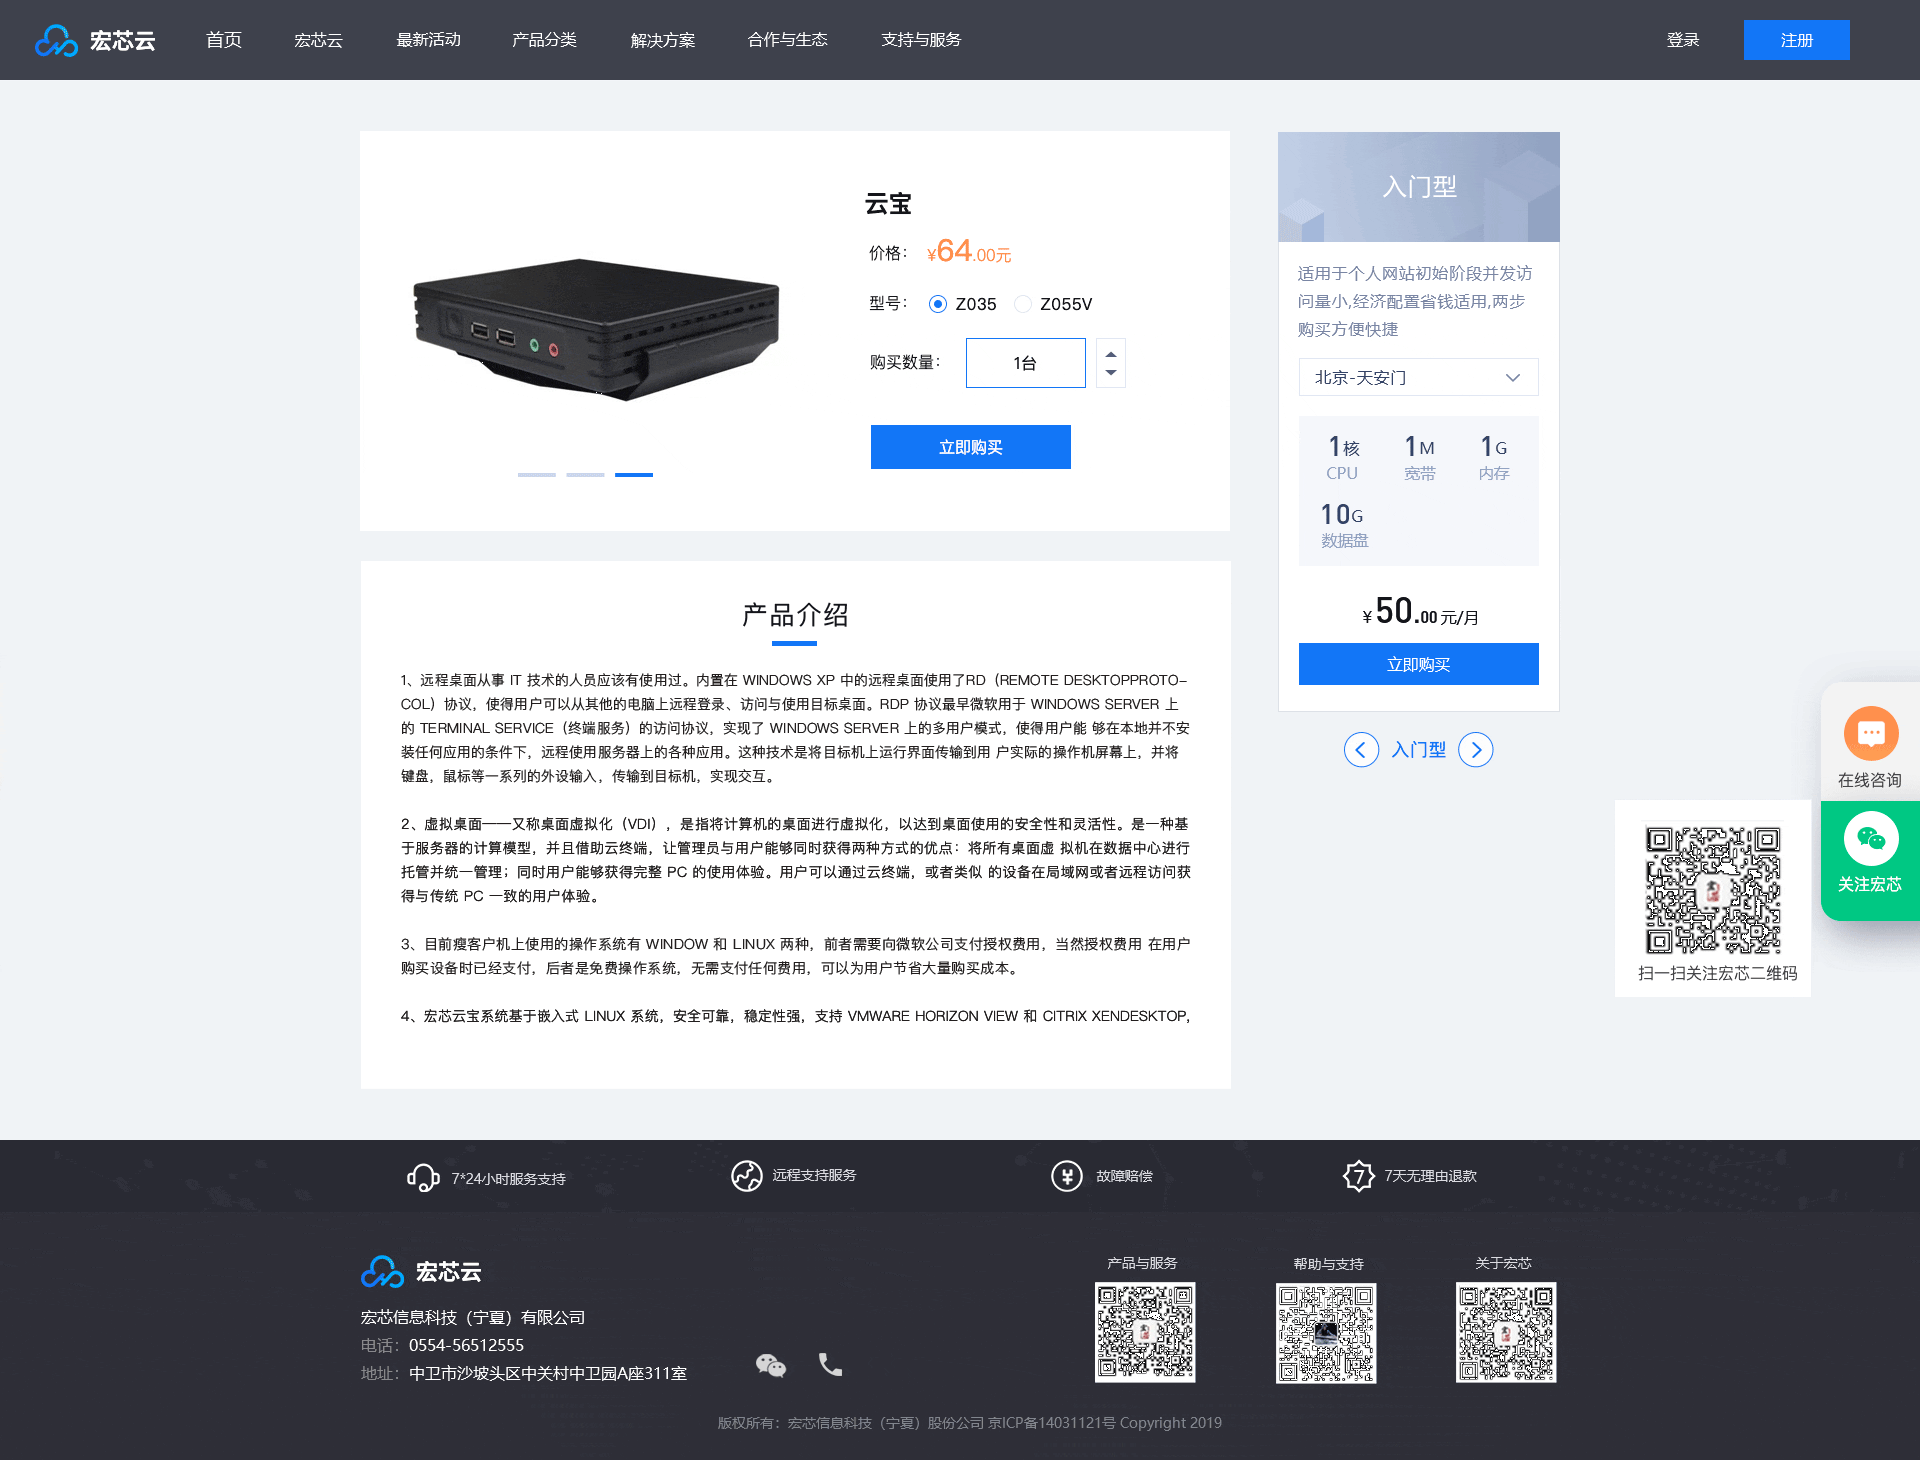 宏芯云 首页 宏芯云 最新活动 产品分类 解决方案 合作与生态 支持与服务 登录 注册
云宝
价格： ¥64.00元
型号： Z035 Z055V
购买数量： 1台
立即购买
入门型
适用于个人网站初始阶段并发访
问量小,经济配置省钱适用,两步
购买方便快捷
北京-天安门
1核 1M 1G
CPU 宽带 内存
10G
数据盘
¥50.00元/月
立即购买
入门型
产品介绍
1、远程桌面从事 IT 技术的人员应该有使用过。内置在 WINDOWS XP 中的远程桌面使用了RD（REMOTE DESKTOPPROTO-
COL）协议，使得用户可以从其他的电脑上远程登录、访问与使用目标桌面。RDP 协议最早微软用于 WINDOWS SERVER 上
的 TERMINAL SERVICE（终端服务）的访问协议，实现了 WINDOWS SERVER 上的多用户模式，使得用户能 够在本地并不安
装任何应用的条件下，远程使用服务器上的各种应用。这种技术是将目标机上运行界面传输到用 户实际的操作机屏幕上，并将
键盘，鼠标等一系列的外设输入，传输到目标机，实现交互。
2、虚拟桌面——又称桌面虚拟化（VDI），是指将计算机的桌面进行虚拟化，以达到桌面使用的安全性和灵活性。是一种基
于服务器的计算模型，并且借助云终端，让管理员与用户能够同时获得两种方式的优点：将所有桌面虚 拟机在数据中心进行
托管并统一管理；同时用户能够获得完整 PC 的使用体验。用户可以通过云终端，或者类似 的设备在局域网或者远程访问获
得与传统 PC 一致的用户体验。
3、目前瘦客户机上使用的操作系统有 WINDOW 和 LINUX 两种，前者需要向微软公司支付授权费用，当然授权费用 在用户
购买设备时已经支付，后者是免费操作系统，无需支付任何费用，可以为用户节省大量购买成本。
4、宏芯云宝系统基于嵌入式 LINUX 系统，安全可靠，稳定性强，支持 VMWARE HORIZON VIEW 和 CITRIX XENDESKTOP,
在线咨询
关注宏芯
扫一扫关注宏芯二维码
7*24小时服务支持 远程支持服务 故障赔偿 7天无理由退款
宏芯云
宏芯信息科技（宁夏）有限公司
电话：0554-56512555
地址：中卫市沙坡头区中关村中卫园A座311室
产品与服务 帮助与支持 关于宏芯
版权所有：宏芯信息科技（宁夏）股份公司 京ICP备14031121号 Copyright 2019